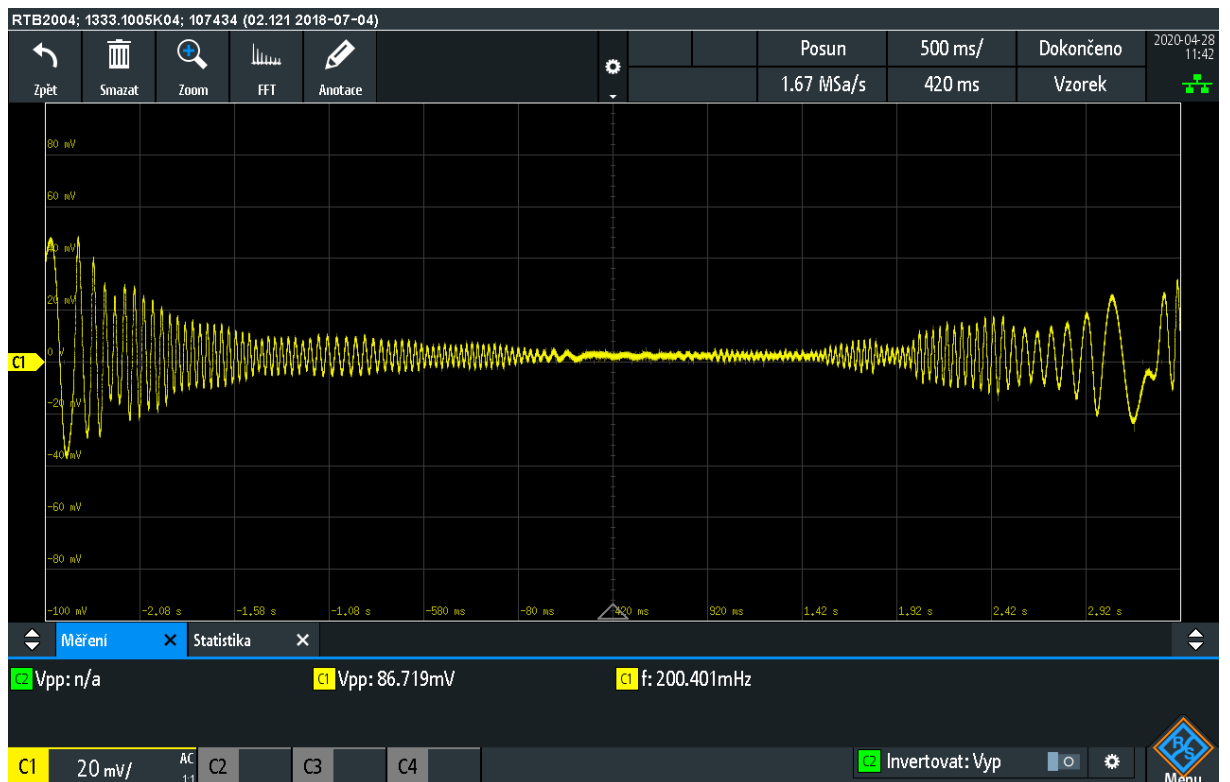 RTB2004; 1333.1005K04; 107434 (02.121 2018-07-04)
Zpět
Smazat
Zoom
FFT
Anotace
Posun
500 ms/
Dokončeno
2020-04-28
11:42
1.67 MSa/s
420 ms
Vzorek
80 mV
60 mV
40 mV
20 mV
0 V
-20 mV
-40 mV
-60 mV
-80 mV
-100 mV
-2.08 s
-1.58 s
-1.08 s
-580 ms
-80 ms
420 ms
920 ms
1.42 s
1.92 s
2.42 s
2.92 s
C1
Měření
Statistika
C2 Vpp: n/a
C1 Vpp: 86.719mV
C1 f: 200.401mHz
C1
20 mV/
AC
1:1
C2
C3
C4
C2 Invertovat: Vyp
R&S
Menu